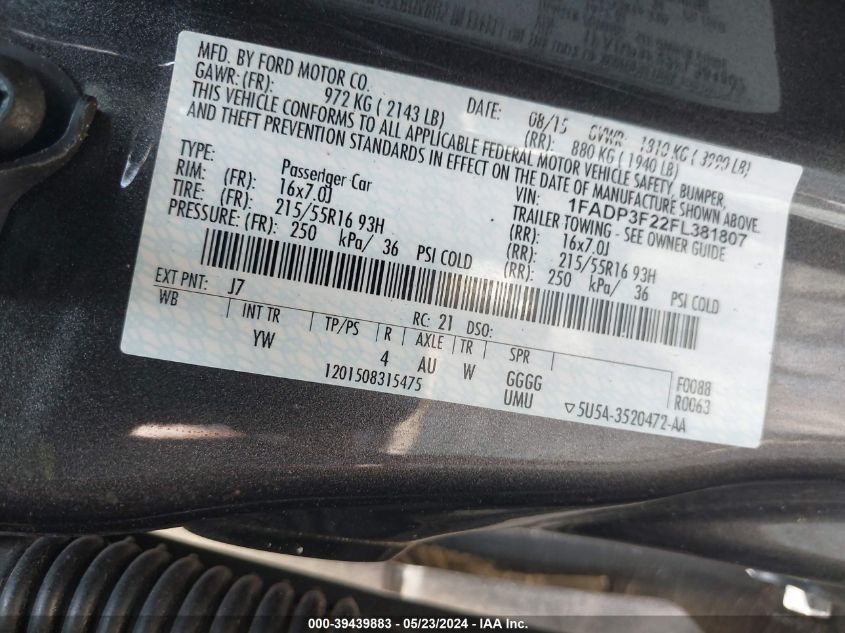 MFD. BY FORD MOTOR CO.
DATE: 08/15 GVWR: 1810 KG
GAWR: (FR): 972 KG ( 2143 LB) (RR): 880 KG ( 1940 LB)
THIS VEHICLE CONFORMS TO ALL APPLICABLE FEDERAL MOTOR VEHICLE SAFETY, BUMPER,
AND THEFT PREVENTION STANDARDS IN EFFECT ON THE DATE OF MANUFACTURE SHOWN ABOVE.
VIN: 1FADP3F22FL381807
TYPE: Passenger Car TRAILER TOWING - SEE OWNER GUIDE
RIM: (FR): 16x7.0J (RR): 16x7.0J
TIRE: (FR): 215/55R16 93H (RR): 215/55R16 93H
PRESSURE: (FR): 250 kPa/ 36 PSI COLD (RR): 250 kPa/ 36 PSI COLD
EXT PNT: J7 RC: 21 DSO:
WB INT TR TP/PS R AXLE TR SPR
YW 4 AU W GGGG F0088
1201508315475 UMU R0063
▽5U5A-3520472-AA
000-39439883 - 05/23/2024 - IAA Inc.